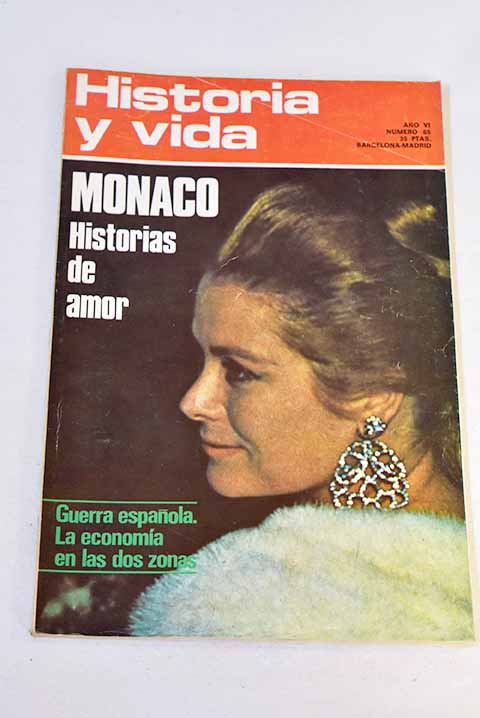 Historia
y vida
AÑO VI
NUMERO 65
35 PTAS.
BARCELONA-MADRID
MONACO
Historias
de
amor
Guerra española.
La economía
en las dos zonas